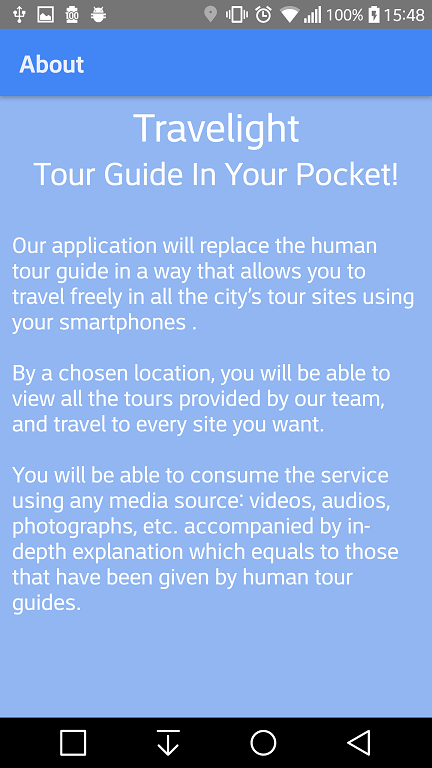 100% 15:48
About
Travelight
Tour Guide In Your Pocket!
Our application will replace the human
tour guide in a way that allows you to
travel freely in all the city's tour sites using
your smartphones .
By a chosen location, you will be able to
view all the tours provided by our team,
and travel to every site you want.
You will be able to consume the service
using any media source: videos, audios,
photographs, etc. accompanied by in-
depth explanation which equals to those
that have been given by human tour
guides.